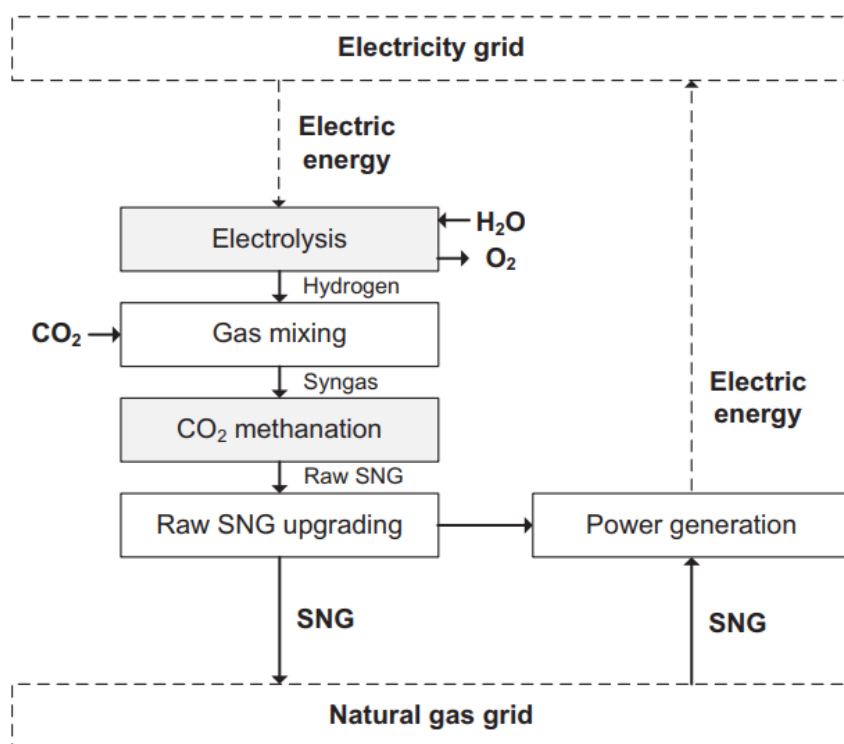 Electricity grid
Electric
energy
H₂O
Electrolysis
O₂
Hydrogen
CO₂
Gas mixing
Syngas
Electric
energy
CO₂ methanation
Raw SNG
Raw SNG upgrading
Power generation
SNG
SNG
Natural gas grid